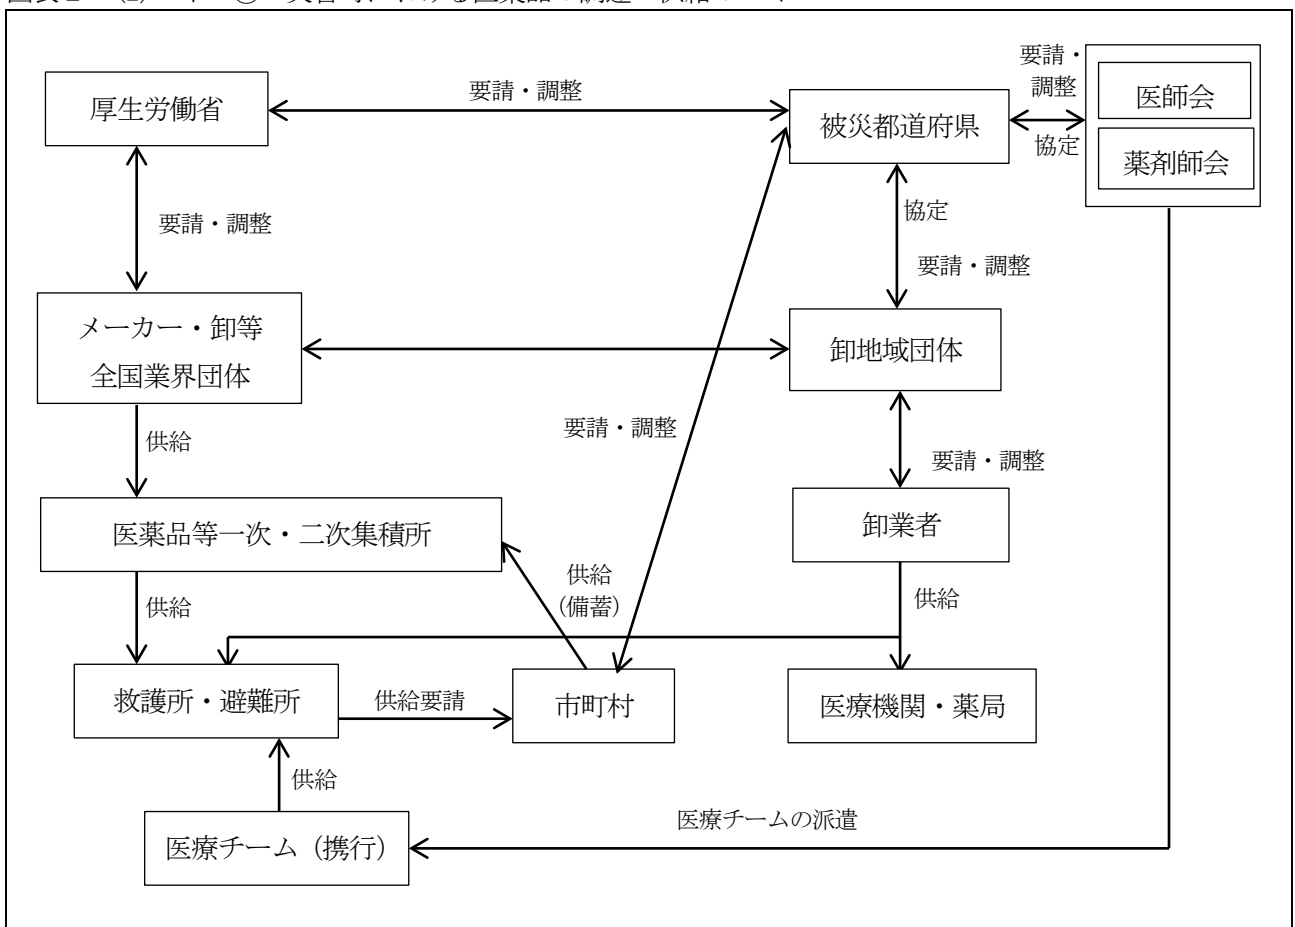 要請・調整
医師会
薬剤師会
協定
厚生労働省
要請・調整
被災都道府県
要請・調整
協定
要請・調整
メーカー・卸等
全国業界団体
卸地域団体
供給
要請・調整
要請・調整
医薬品等一次・二次集積所
卸業者
供給
供給
(備蓄)
供給
救護所・避難所
供給要請
市町村
医療機関・薬局
供給
医療チームの派遣
医療チーム（携行）